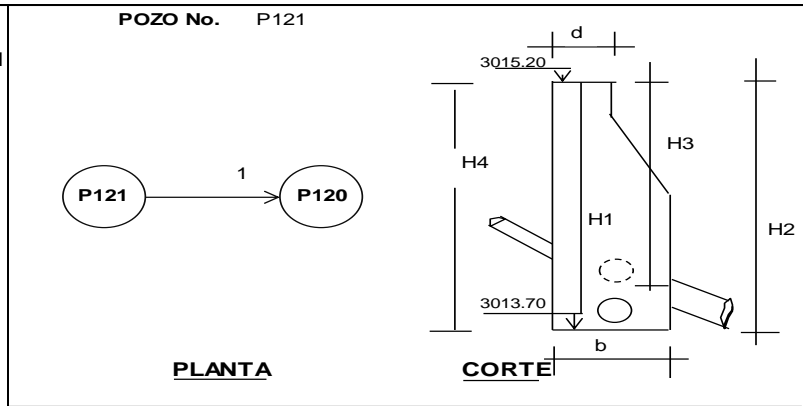 POZO No. P121
P121
1
P120
PLANTA
d
3015.20
H4
H3
H1
H2
3013.70
b
CORTE